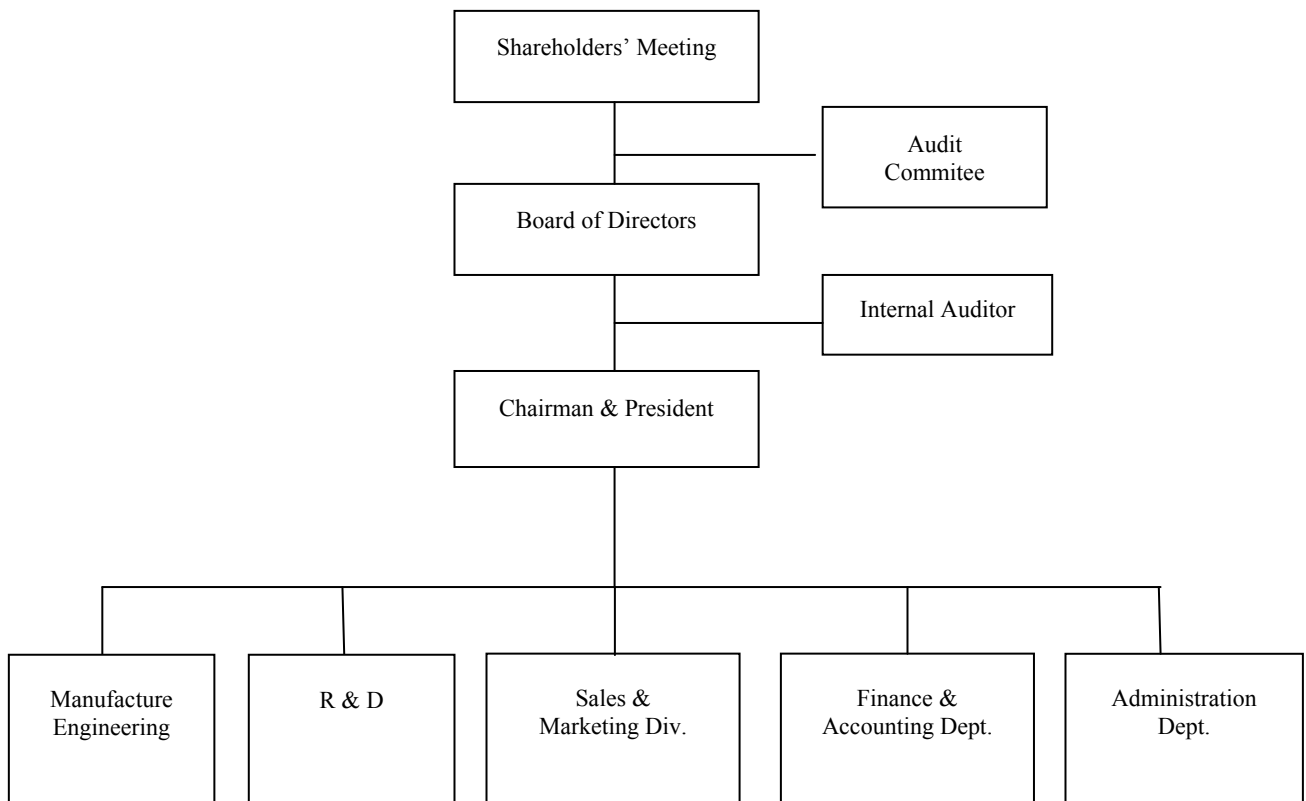 Shareholders’ Meeting
Audit
Commitee
Board of Directors
Internal Auditor
Chairman & President
Manufacture
Engineering
R & D
Sales &
Marketing Div.
Finance &
Accounting Dept.
Administration
Dept.